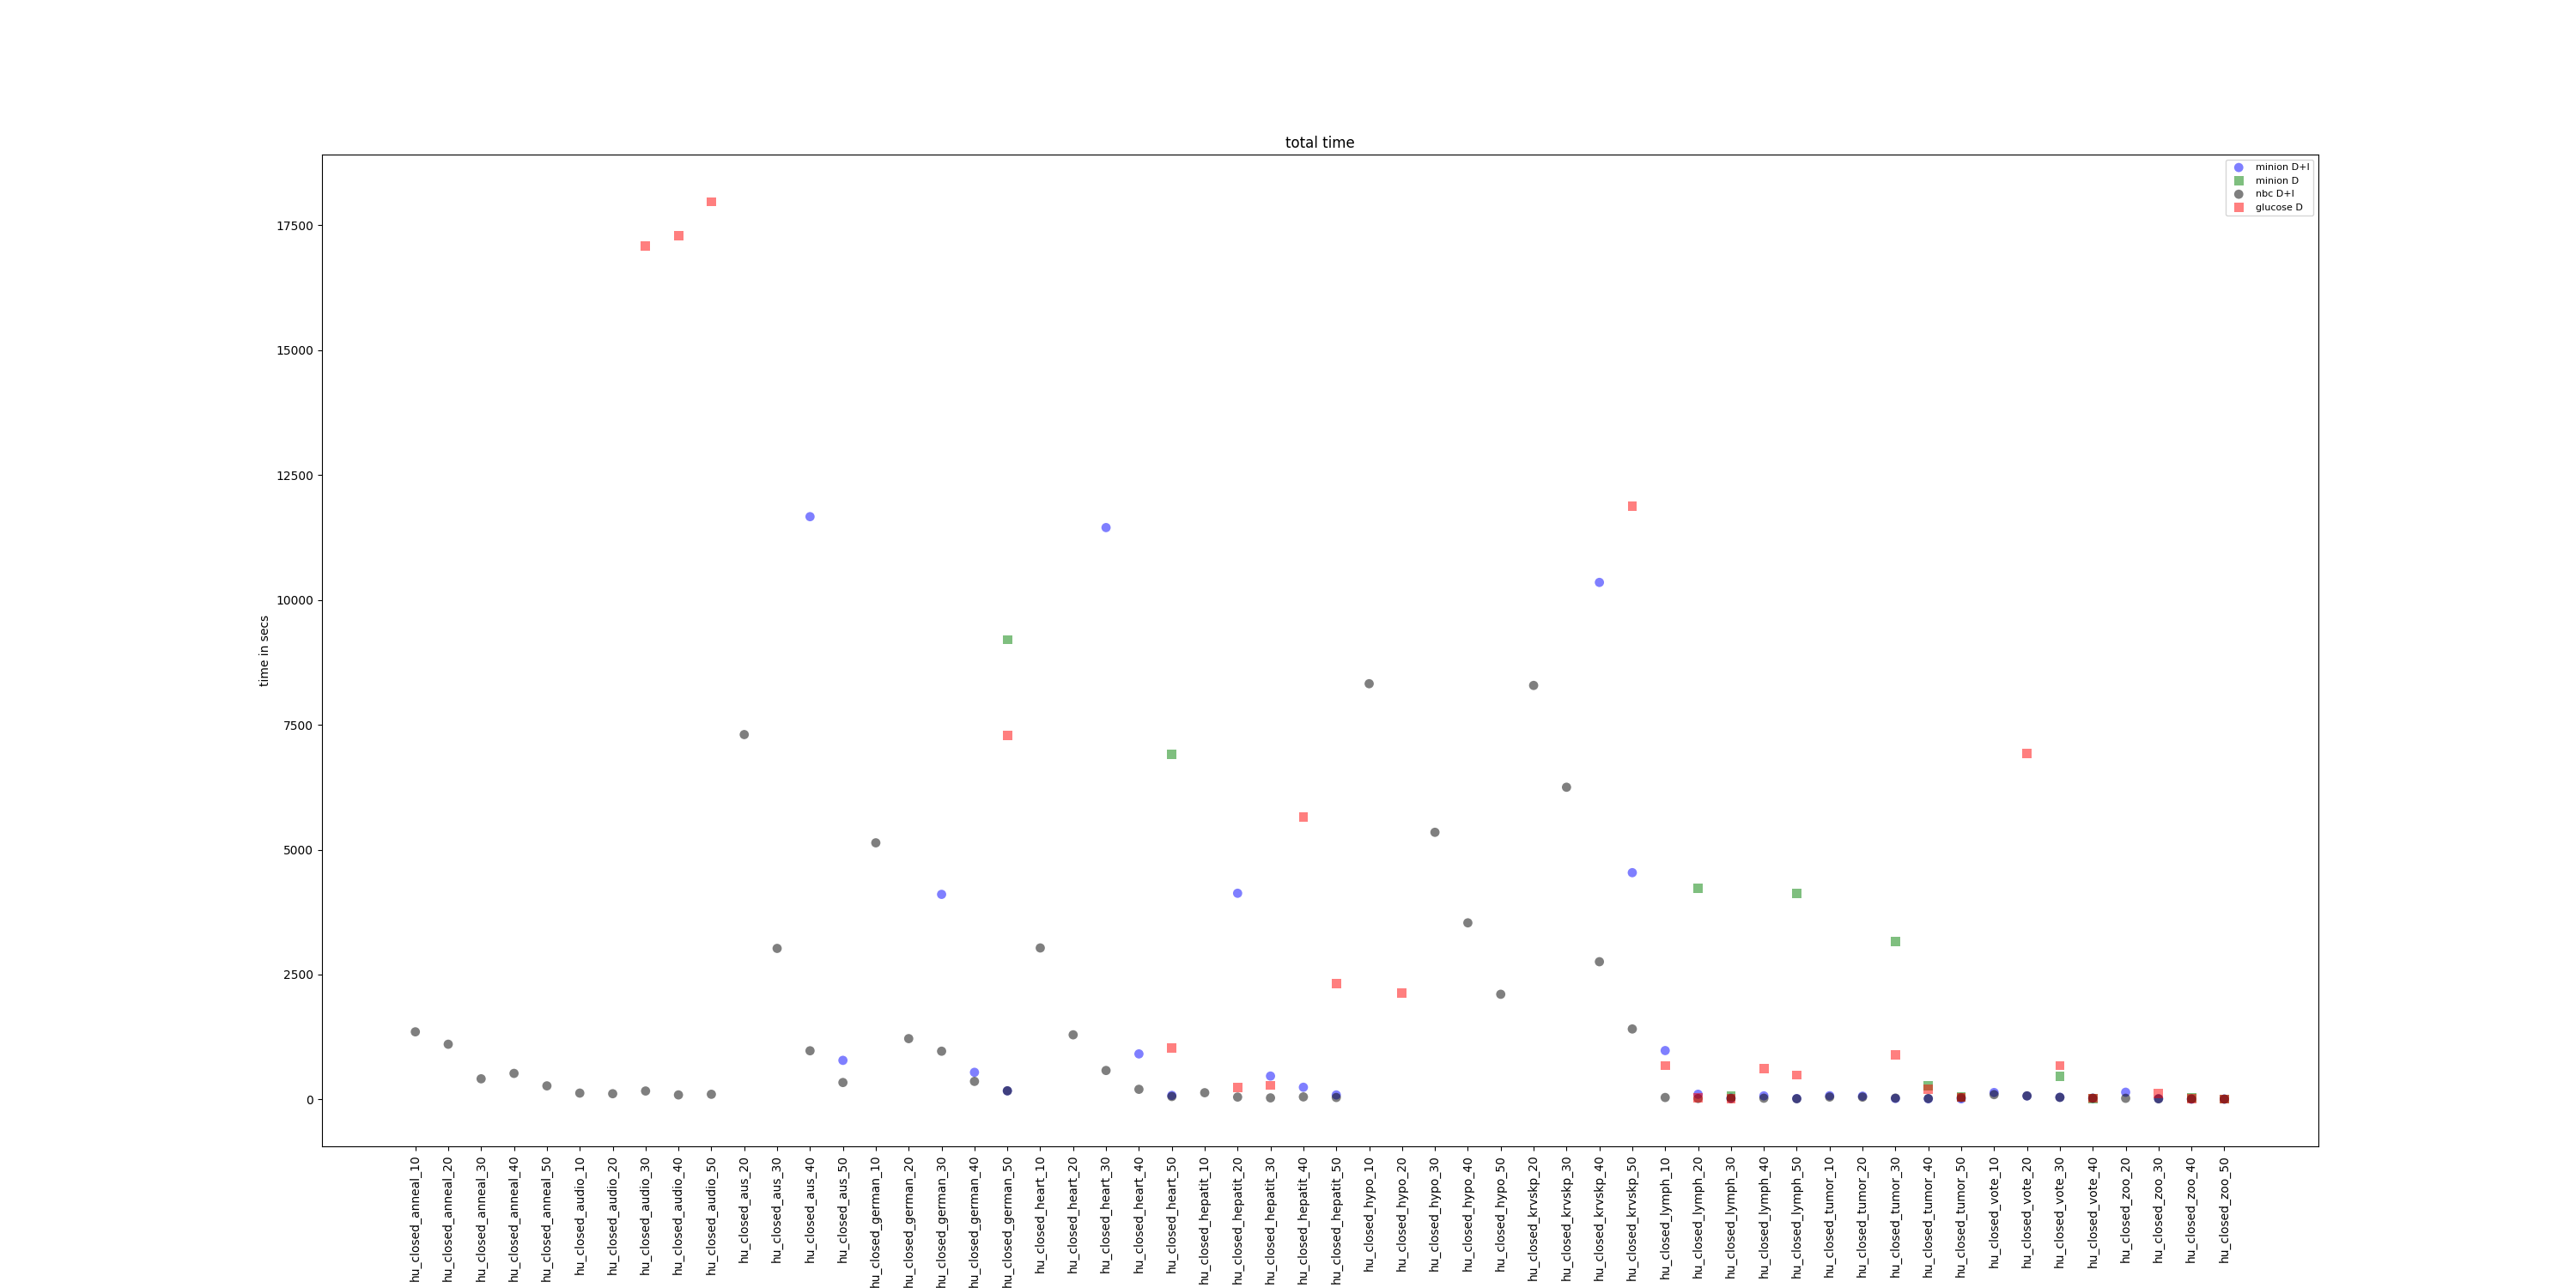 total time
minion D+I
minion D
nbc D+I
glucose D
17500
15000
12500
10000
7500
5000
2500
0
time in secs
hu_closed_anneal_10
hu_closed_anneal_20
hu_closed_anneal_30
hu_closed_anneal_40
hu_closed_anneal_50
hu_closed_audio_10
hu_closed_audio_20
hu_closed_audio_30
hu_closed_audio_40
hu_closed_audio_50
hu_closed_aus_20
hu_closed_aus_30
hu_closed_aus_40
hu_closed_aus_50
hu_closed_german_10
hu_closed_german_20
hu_closed_german_30
hu_closed_german_40
hu_closed_german_50
hu_closed_heart_10
hu_closed_heart_20
hu_closed_heart_30
hu_closed_heart_40
hu_closed_heart_50
hu_closed_hepatit_10
hu_closed_hepatit_20
hu_closed_hepatit_30
hu_closed_hepatit_40
hu_closed_hepatit_50
hu_closed_hypo_10
hu_closed_hypo_20
hu_closed_hypo_30
hu_closed_hypo_40
hu_closed_hypo_50
hu_closed_krvskp_20
hu_closed_krvskp_30
hu_closed_krvskp_40
hu_closed_krvskp_50
hu_closed_lymph_10
hu_closed_lymph_20
hu_closed_lymph_30
hu_closed_lymph_40
hu_closed_lymph_50
hu_closed_tumor_10
hu_closed_tumor_20
hu_closed_tumor_30
hu_closed_tumor_40
hu_closed_tumor_50
hu_closed_vote_10
hu_closed_vote_20
hu_closed_vote_30
hu_closed_vote_40
hu_closed_zoo_20
hu_closed_zoo_30
hu_closed_zoo_40
hu_closed_zoo_50